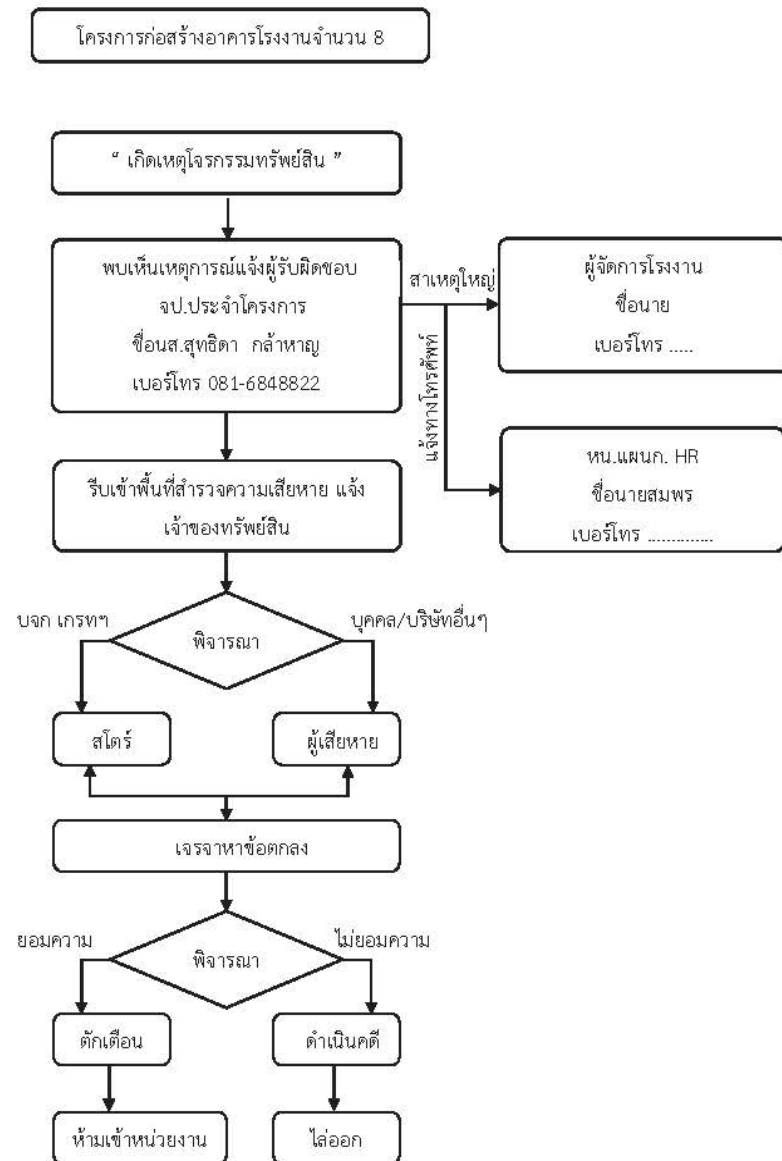 โครงการก่อสร้างอาคารโรงงานจำนวน 8
“ เกิดเหตุโจรกรรมทรัพย์สิน ”
พบเห็นเหตุการณ์แจ้งผู้รับผิดชอบ
จป.ประจำโครงการ
ชื่อนส.สุทธิดา กล้าหาญ
เบอร์โทร 081-6848822
สาเหตุใหญ่
ผู้จัดการโรงงาน
ชื่อนาย
เบอร์โทร .....
แจ้งทางโทรศัพท์
หน.แผนก. HR
ชื่อนายสมพร
เบอร์โทร ..............
รีบเข้าพื้นที่สำรวจความเสียหาย แจ้ง
เจ้าของทรัพย์สิน
บจก เกรทฯ
พิจารณา
บุคคล/บริษัทอื่นๆ
สโตร์
ผู้เสียหาย
เจรจาหาข้อตกลง
ยอมความ
พิจารณา
ไม่ยอมความ
ตักเตือน
ดำเนินคดี
ห้ามเข้าหน่วยงาน
ไล่ออก